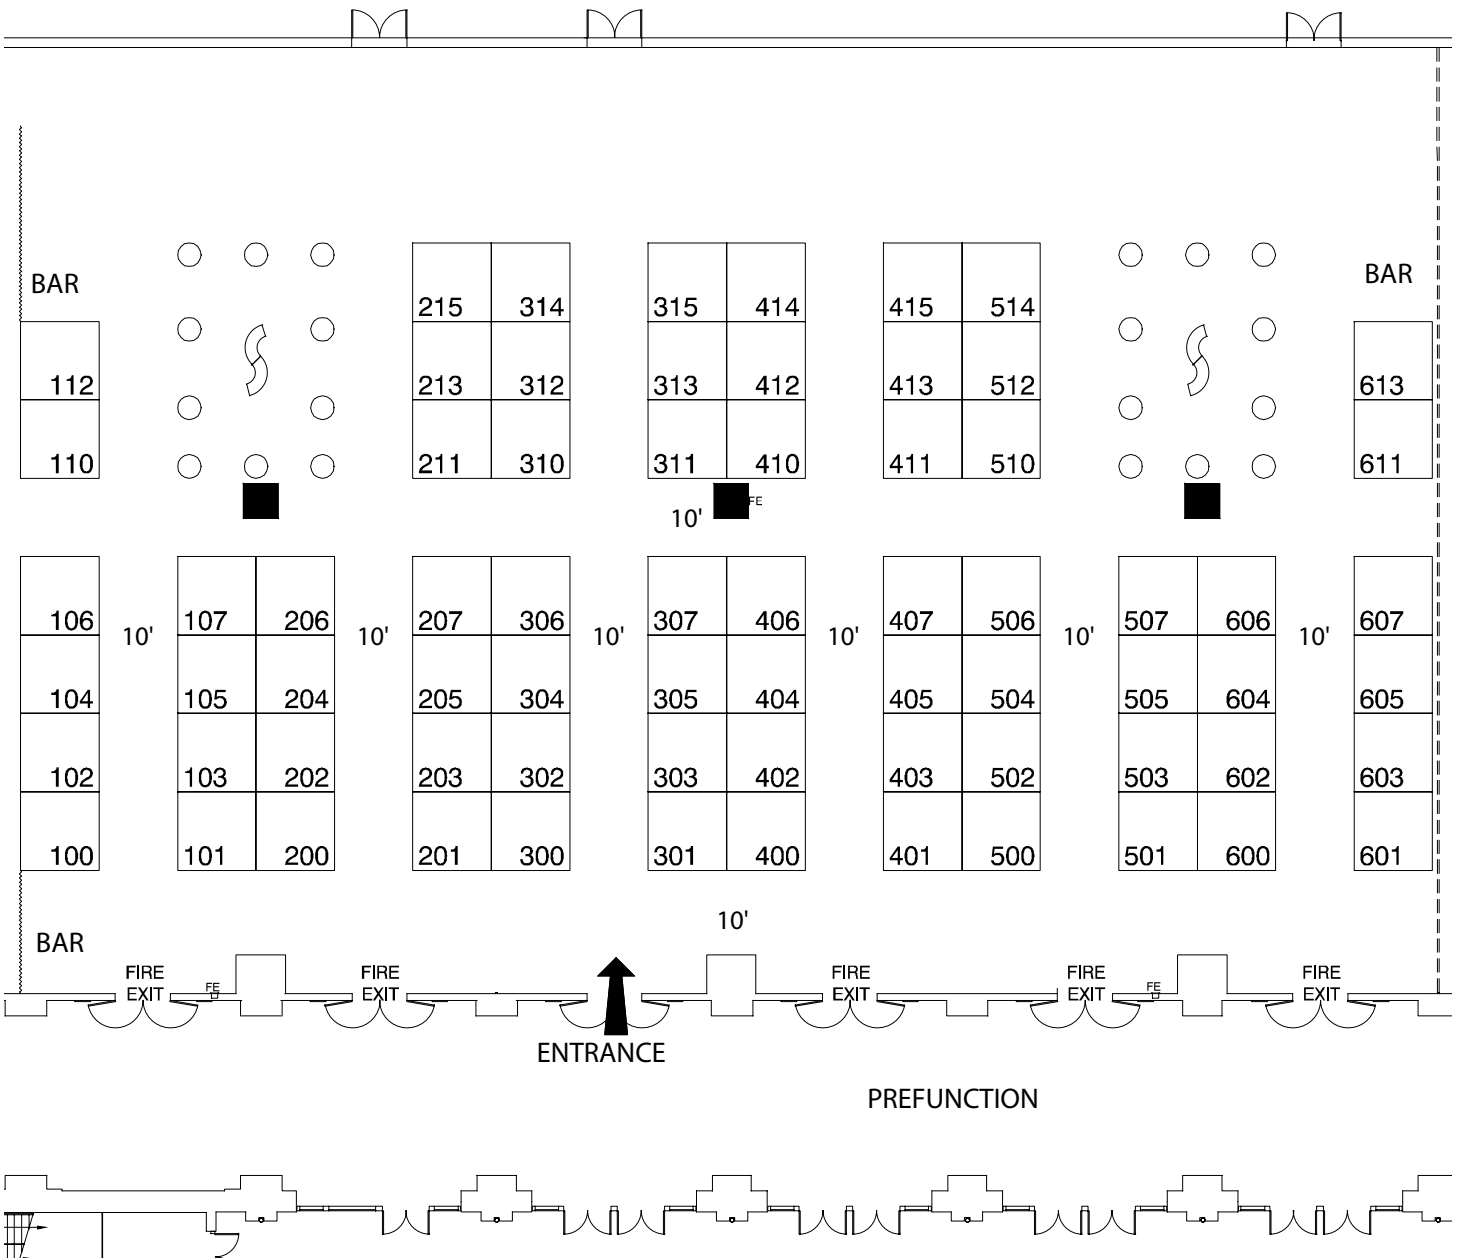 BAR
BAR
215 314 315 414 415 514
112 213 312 313 412 413 512 613
110 211 310 311 410 411 510 611
FE
10'
106 107 206 207 306 307 406 407 506 507 606 607
10' 10' 10' 10' 10' 10'
104 105 204 205 304 305 404 405 504 505 604 605
102 103 202 203 302 303 402 403 502 503 602 603
100 101 200 201 300 301 400 401 500 501 600 601
10'
BAR
FIRE FIRE FIRE FIRE FIRE
EXIT FE EXIT EXIT EXIT FE EXIT
ENTRANCE
PREFUNCTION